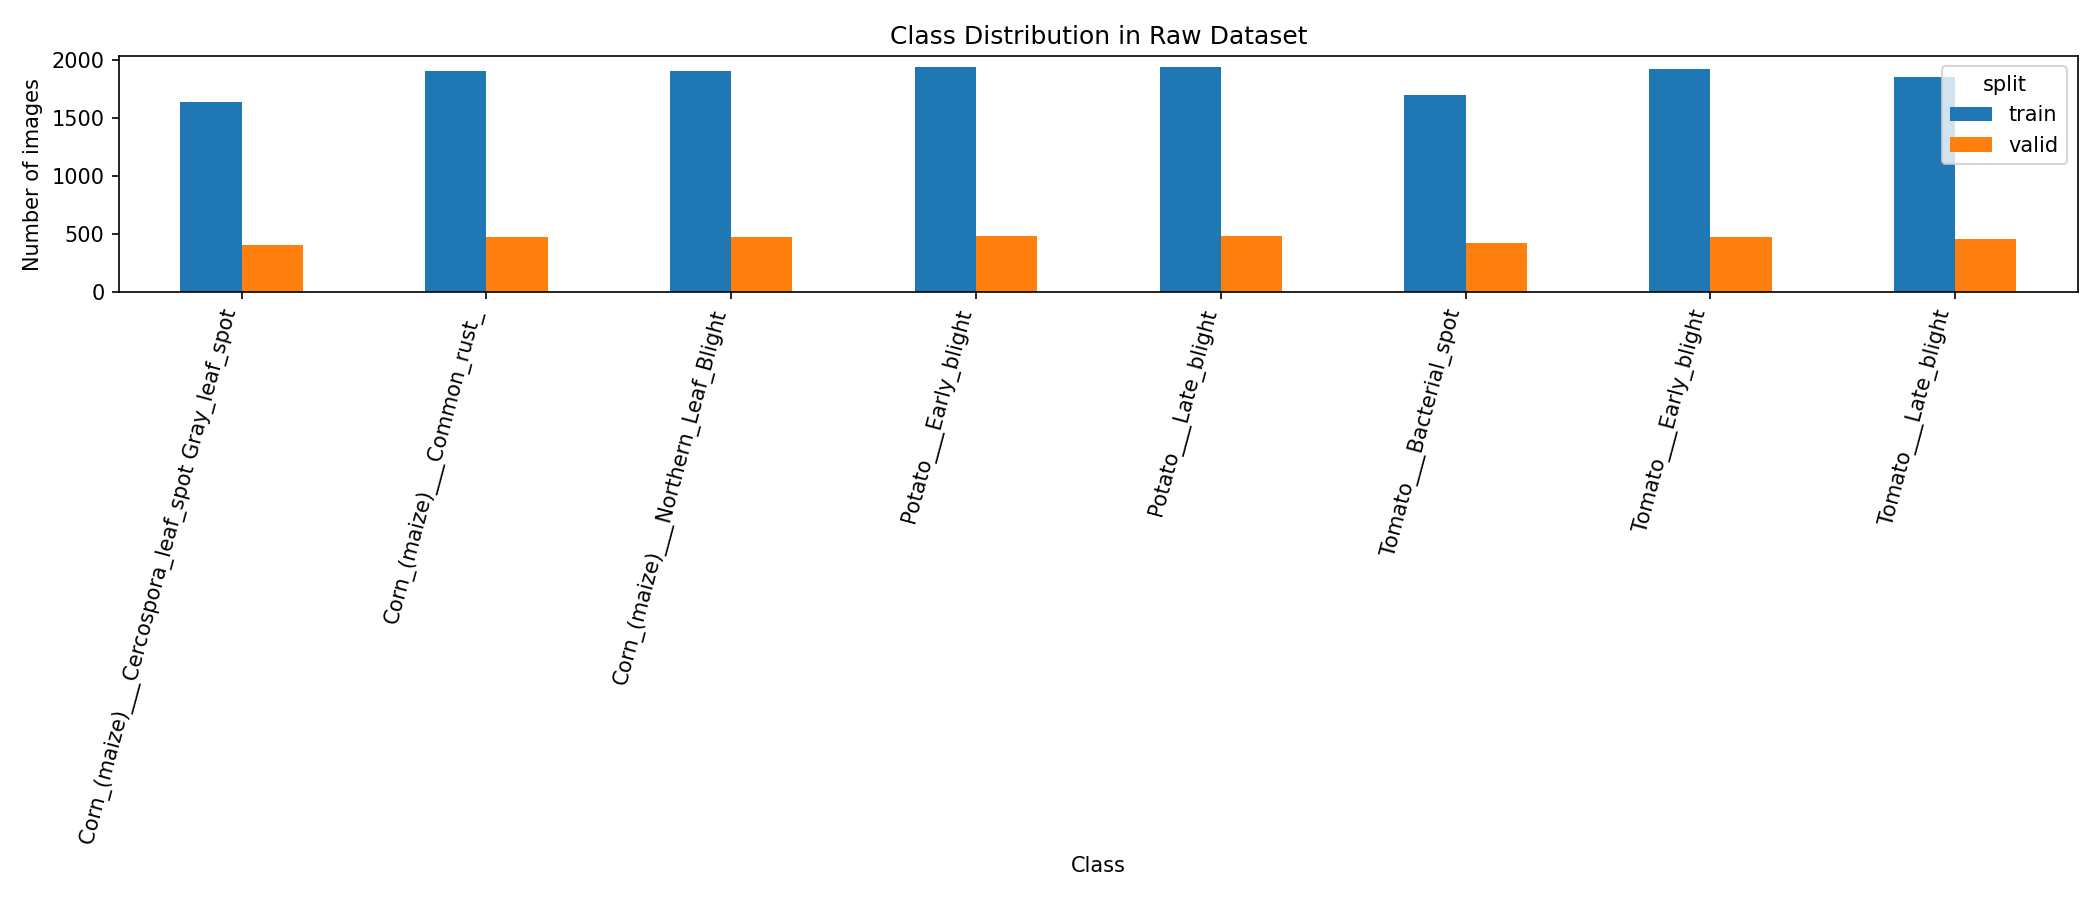 Class Distribution in Raw Dataset
Number of images
2000
1500
1000
500
0
split
train
valid
Corn_(maize)___Cercospora_leaf_spot Gray_leaf_spot
Corn_(maize)___Common_rust_
Corn_(maize)___Northern_Leaf_Blight
Potato___Early_blight
Potato___Late_blight
Tomato___Bacterial_spot
Tomato___Early_blight
Tomato___Late_blight
Class